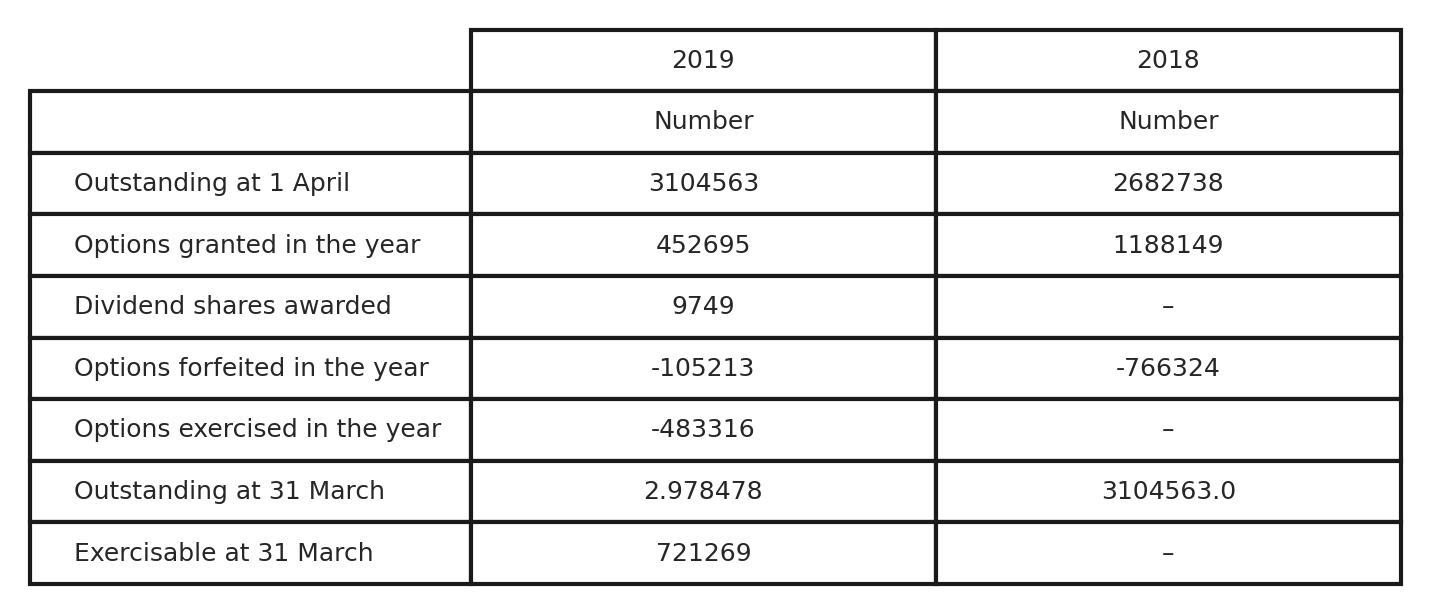 2019 2018
Number Number
Outstanding at 1 April 3104563 2682738
Options granted in the year 452695 1188149
Dividend shares awarded 9749 –
Options forfeited in the year -105213 -766324
Options exercised in the year -483316 –
Outstanding at 31 March 2.978478 3104563.0
Exercisable at 31 March 721269 –